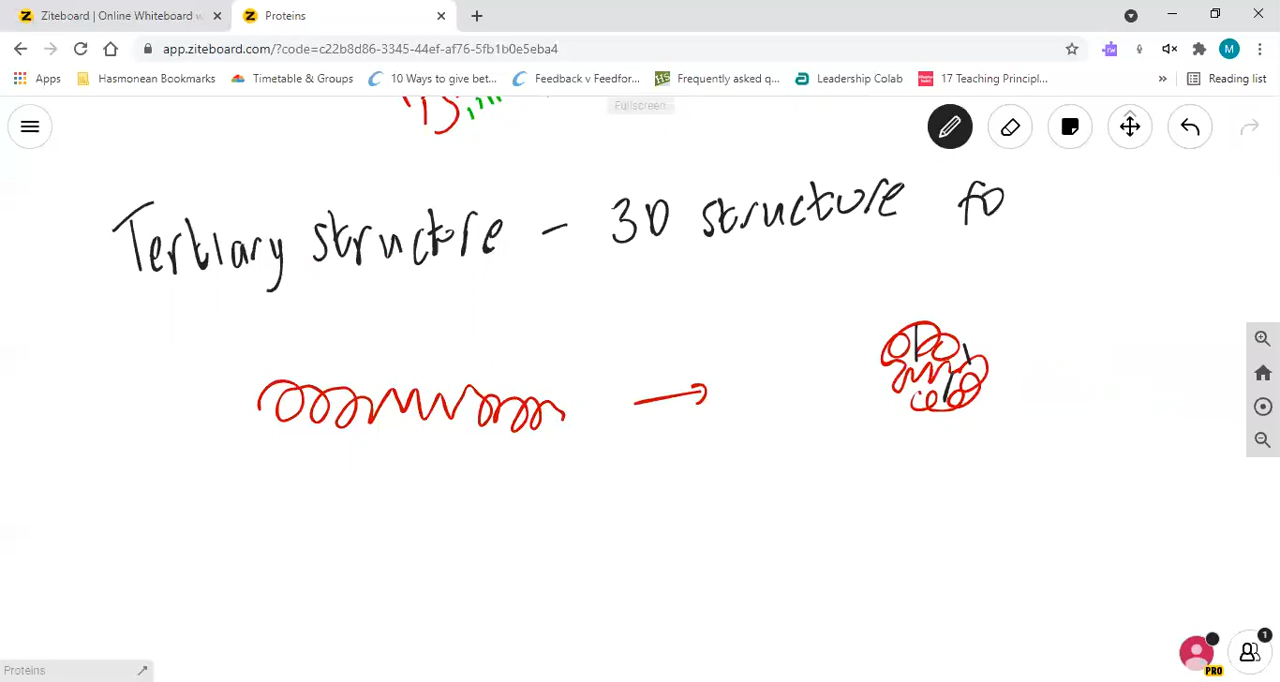 Ziteboard | Online Whiteboard w
Proteins
app.ziteboard.com/?code=c22b8d86-3345-44ef-af76-5fb1b0e5eba4
M
Apps
Hasmonean Bookmarks
Timetable & Groups
10 Ways to give bet...
Feedback v Feedfor...
Frequently asked q...
Leadership Colab
17 Teaching Principl...
»
Reading list
Fullscreen
Tertiary structure - 3D structure fo
Proteins
PRO
1